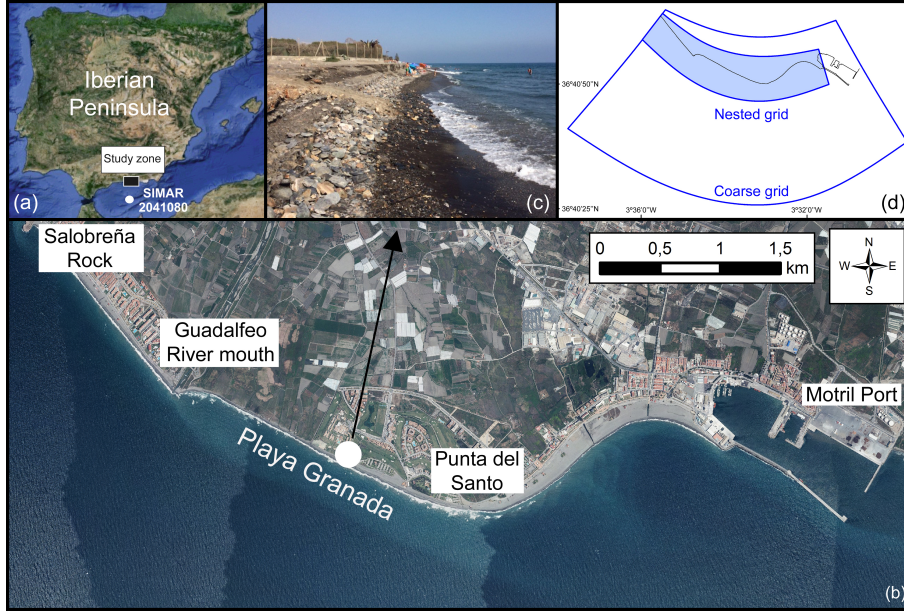 Iberian
Peninsula
Study zone
SIMAR
2041080
(a)
(c)
36°40'50"
Nested grid
Coarse grid
(d)
36°40'25"
3°36'0"W
3°32'0"W
Salobreña
Rock
0 0,5 1 1,5
km
N
W E
S
Guadalfeo
River mouth
Motril Port
Playa Granada
Punta del
Santo
(b)